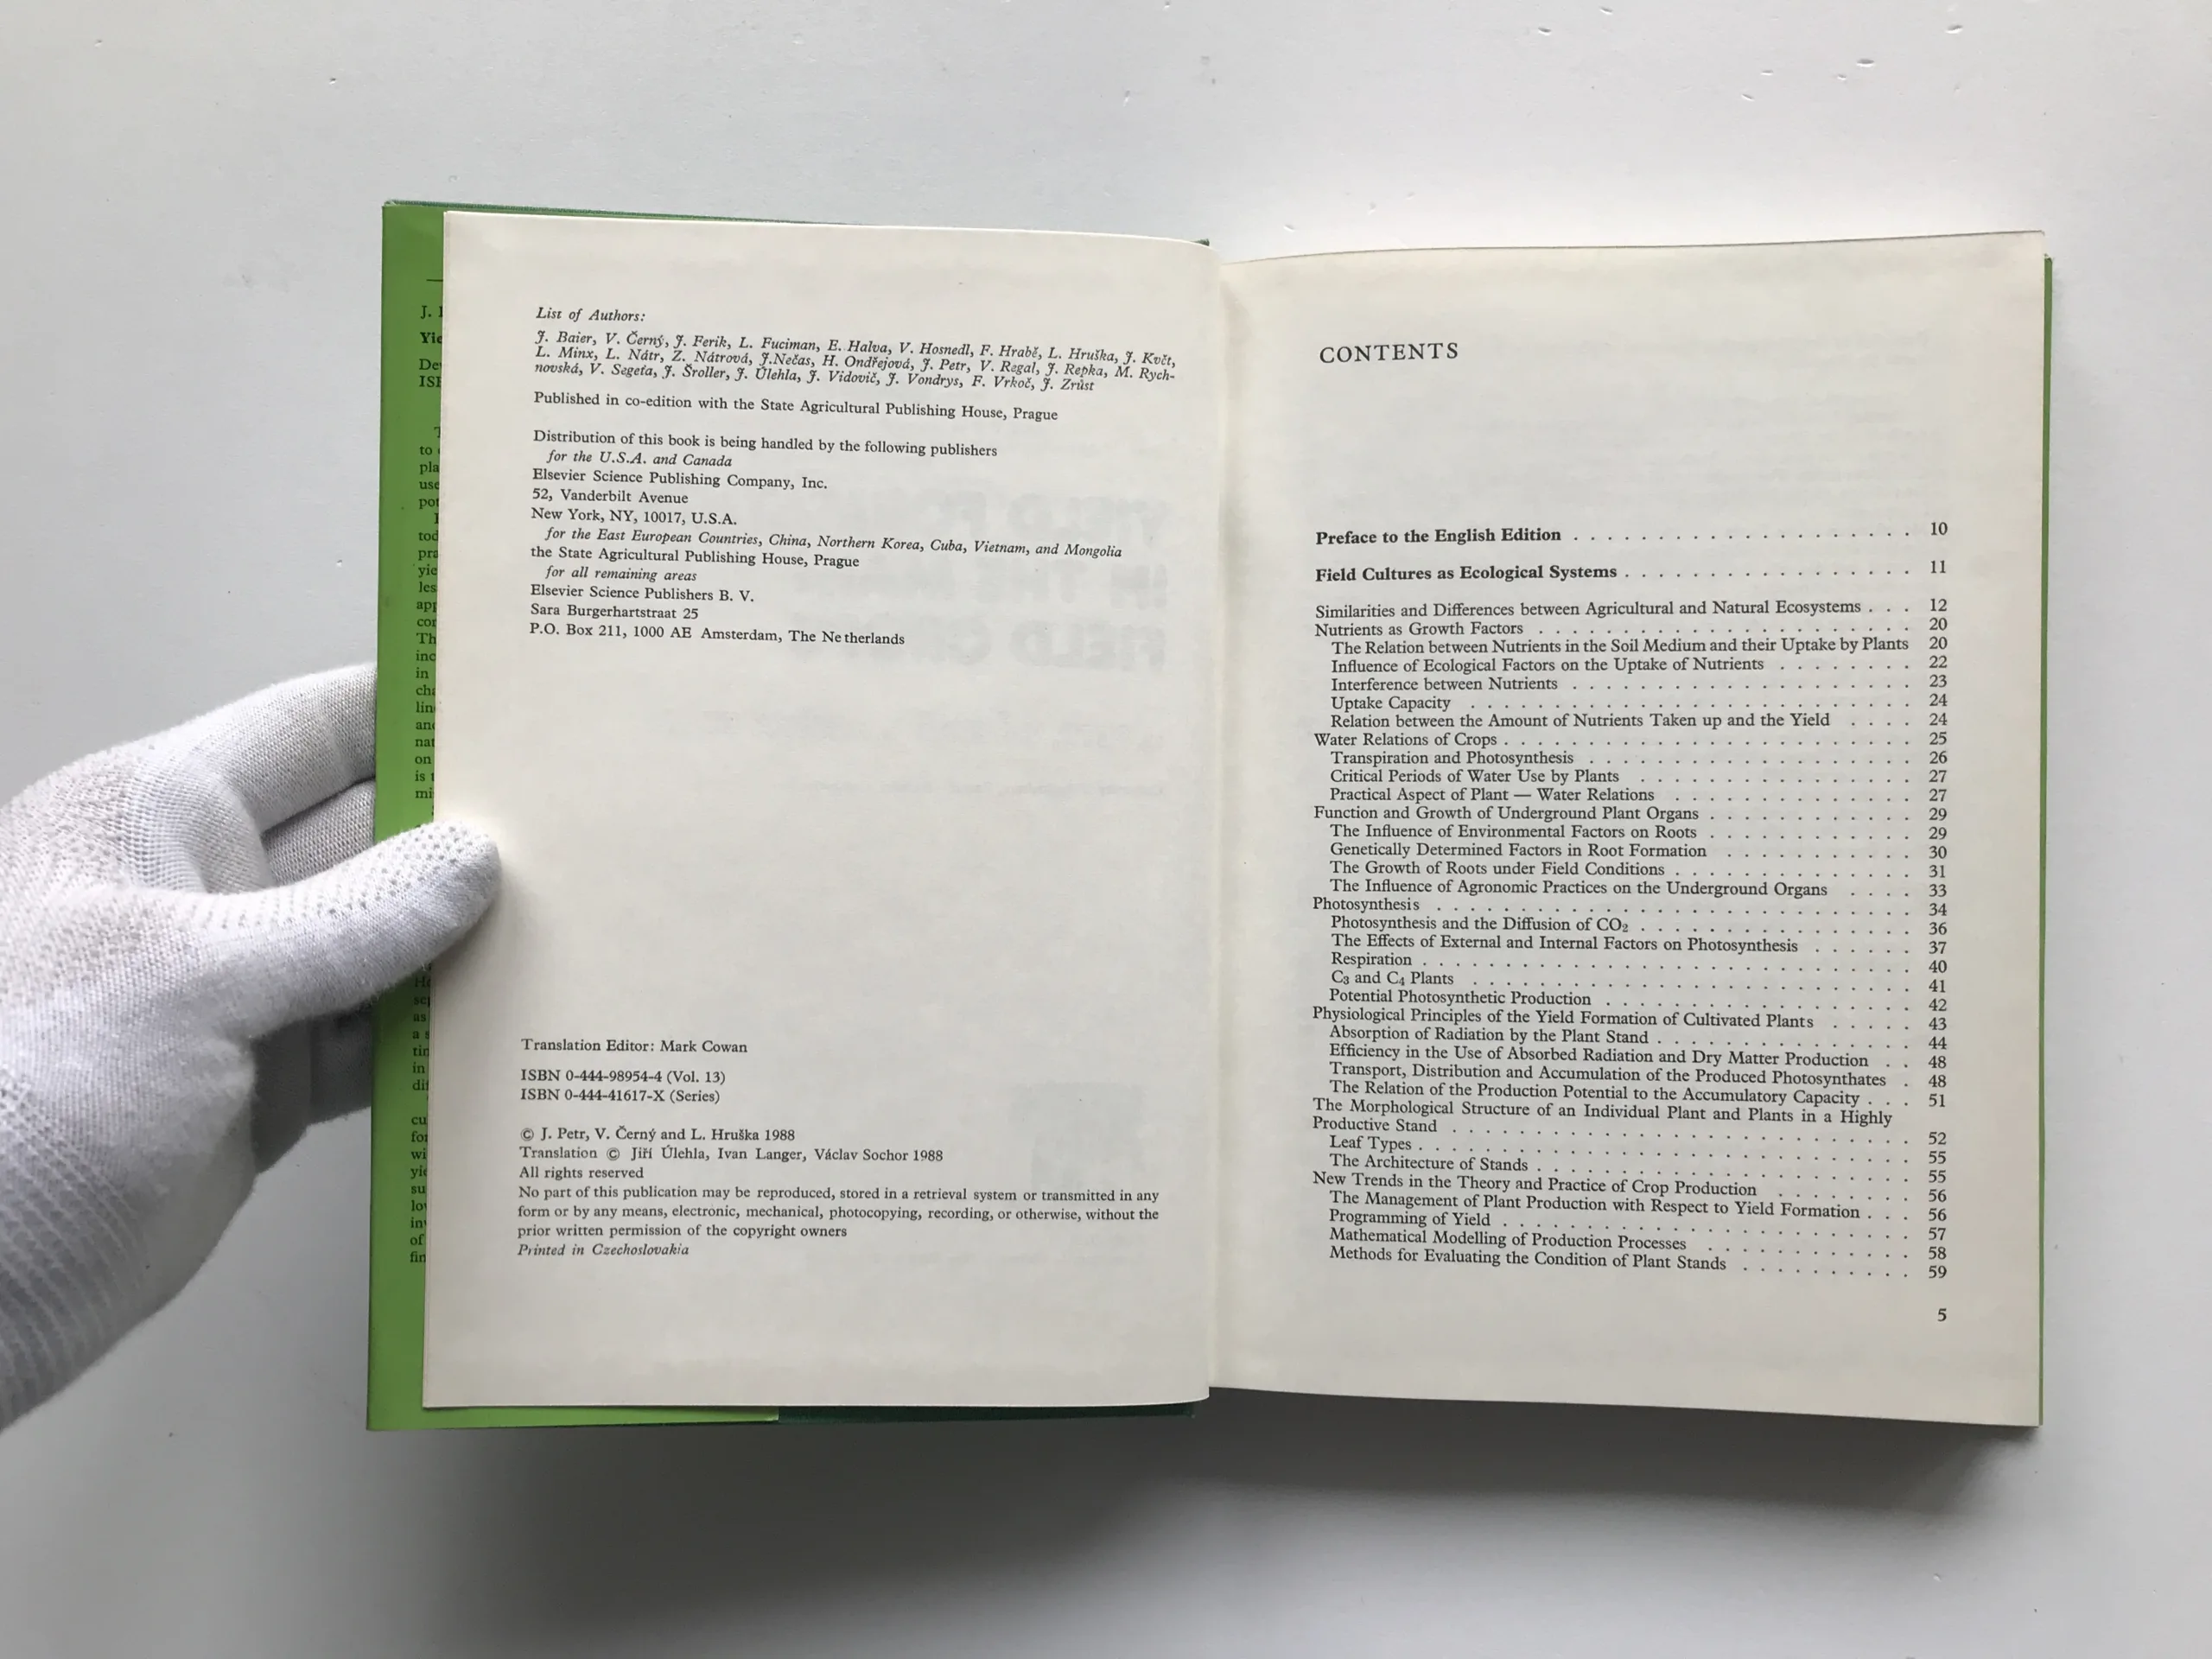 List of Authors:
J. Baier, V. Černý, J. Ferik, L. Fuciman, E. Halva, V. Hosnedl, F. Hrabě, L. Hruška, J. Květ,
L. Minx, L. Nátr, Z. Nátrová, J.Nečas, H. Ondřejová, J. Petr, V. Regal, J. Repka, M. Rych-
novská, V. Segeťa, J. Šroller, J. Úlehla, J. Vidovič, J. Vondrys, F. Vrkoč, J. Zrůst
Published in co-edition with the State Agricultural Publishing House, Prague
Distribution of this book is being handled by the following publishers
for the U.S.A. and Canada
Elsevier Science Publishing Company, Inc.
52, Vanderbilt Avenue
New York, NY, 10017, U.S.A.
for the East European Countries, China, Northern Korea, Cuba, Vietnam, and Mongolia
the State Agricultural Publishing House, Prague
for all remaining areas
Elsevier Science Publishers B. V.
Sara Burgerhartstraat 25
P.O. Box 211, 1000 AE Amsterdam, The Ne therlands
Translation Editor: Mark Cowan
ISBN 0-444-98954-4 (Vol. 13)
ISBN 0-444-41617-X (Series)
© J. Petr, V. Černý and L. Hruška 1988
Translation © Jiří Úlehla, Ivan Langer, Václav Sochor 1988
All rights reserved
No part of this publication may be reproduced, stored in a retrieval system or transmitted in any
form or by any means, electronic, mechanical, photocopying, recording, or otherwise, without the
prior written permission of the copyright owners
Printed in Czechoslovakia
CONTENTS
Preface to the English Edition . . . . . . . . . . . . . . . . . . . . 10
Field Cultures as Ecological Systems . . . . . . . . . . . . . . . . . 11
Similarities and Differences between Agricultural and Natural Ecosystems . . . 12
Nutrients as Growth Factors . . . . . . . . . . . . . . . . . . . . 20
The Relation between Nutrients in the Soil Medium and their Uptake by Plants 20
Influence of Ecological Factors on the Uptake of Nutrients . . . . . . . . 22
Interference between Nutrients . . . . . . . . . . . . . . . . . . . . 23
Uptake Capacity . . . . . . . . . . . . . . . . . . . . . . . . . . 24
Relation between the Amount of Nutrients Taken up and the Yield . . . . 24
Water Relations of Crops . . . . . . . . . . . . . . . . . . . . . . . . 25
Transpiration and Photosynthesis . . . . . . . . . . . . . . . . . . . 26
Critical Periods of Water Use by Plants . . . . . . . . . . . . . . . . 27
Practical Aspect of Plant — Water Relations . . . . . . . . . . . . . . 27
Function and Growth of Underground Plant Organs . . . . . . . . . . . . 29
The Influence of Environmental Factors on Roots . . . . . . . . . . . . 29
Genetically Determined Factors in Root Formation . . . . . . . . . . . 30
The Growth of Roots under Field Conditions . . . . . . . . . . . . . . 31
The Influence of Agronomic Practices on the Underground Organs . . . . 33
Photosynthesis . . . . . . . . . . . . . . . . . . . . . . . . . . . . 34
Photosynthesis and the Diffusion of CO₂ . . . . . . . . . . . . . . . . 36
The Effects of External and Internal Factors on Photosynthesis . . . . . . 37
Respiration . . . . . . . . . . . . . . . . . . . . . . . . . . . . . 40
C₃ and C₄ Plants . . . . . . . . . . . . . . . . . . . . . . . . . . 41
Potential Photosynthetic Production . . . . . . . . . . . . . . . . . . 42
Physiological Principles of the Yield Formation of Cultivated Plants . . . . . 43
Absorption of Radiation by the Plant Stand . . . . . . . . . . . . . . . 44
Efficiency in the Use of Absorbed Radiation and Dry Matter Production . . 48
Transport, Distribution and Accumulation of the Produced Photosynthates . 48
The Relation of the Production Potential to the Accumulatory Capacity . . . 51
The Morphological Structure of an Individual Plant and Plants in a Highly
Productive Stand . . . . . . . . . . . . . . . . . . . . . . . . . . . 52
Leaf Types . . . . . . . . . . . . . . . . . . . . . . . . . . . . . 55
The Architecture of Stands . . . . . . . . . . . . . . . . . . . . . . 55
New Trends in the Theory and Practice of Crop Production . . . . . . . . 56
The Management of Plant Production with Respect to Yield Formation . . . 56
Programming of Yield . . . . . . . . . . . . . . . . . . . . . . . . 57
Mathematical Modelling of Production Processes . . . . . . . . . . . . 58
Methods for Evaluating the Condition of Plant Stands . . . . . . . . . . 59
5